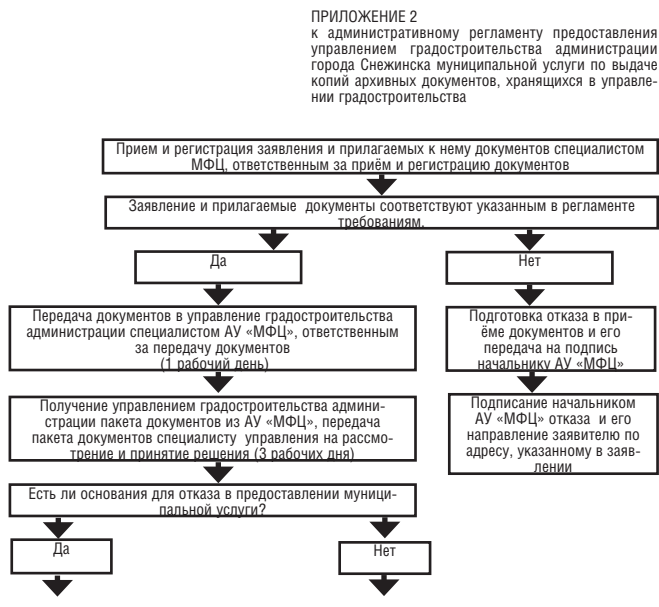 ПРИЛОЖЕНИЕ 2
к административному регламенту предоставления
управлением градостроительства администрации
города Снежинска муниципальной услуги по выдаче
копий архивных документов, хранящихся в управле-
нии градостроительства
Прием и регистрация заявления и прилагаемых к нему документов специалистом
МФЦ, ответственным за приём и регистрацию документов
Заявление и прилагаемые документы соответствуют указанным в регламенте
требованиям.
Да
Нет
Передача документов в управление градостроительства
администрации специалистом АУ «МФЦ», ответственным
за передачу документов
(1 рабочий день)
Подготовка отказа в при-
ёме документов и его
передача на подпись
начальнику АУ «МФЦ»
Получение управлением градостроительства админи-
страции пакета документов из АУ «МФЦ», передача
пакета документов специалисту управления на рассмо-
трение и принятие решения (3 рабочих дня)
Подписание начальником
АУ «МФЦ» отказа и его
направление заявителю по
адресу, указанному в заяв-
лении
Есть ли основания для отказа в предоставлении муници-
пальной услуги?
Да
Нет